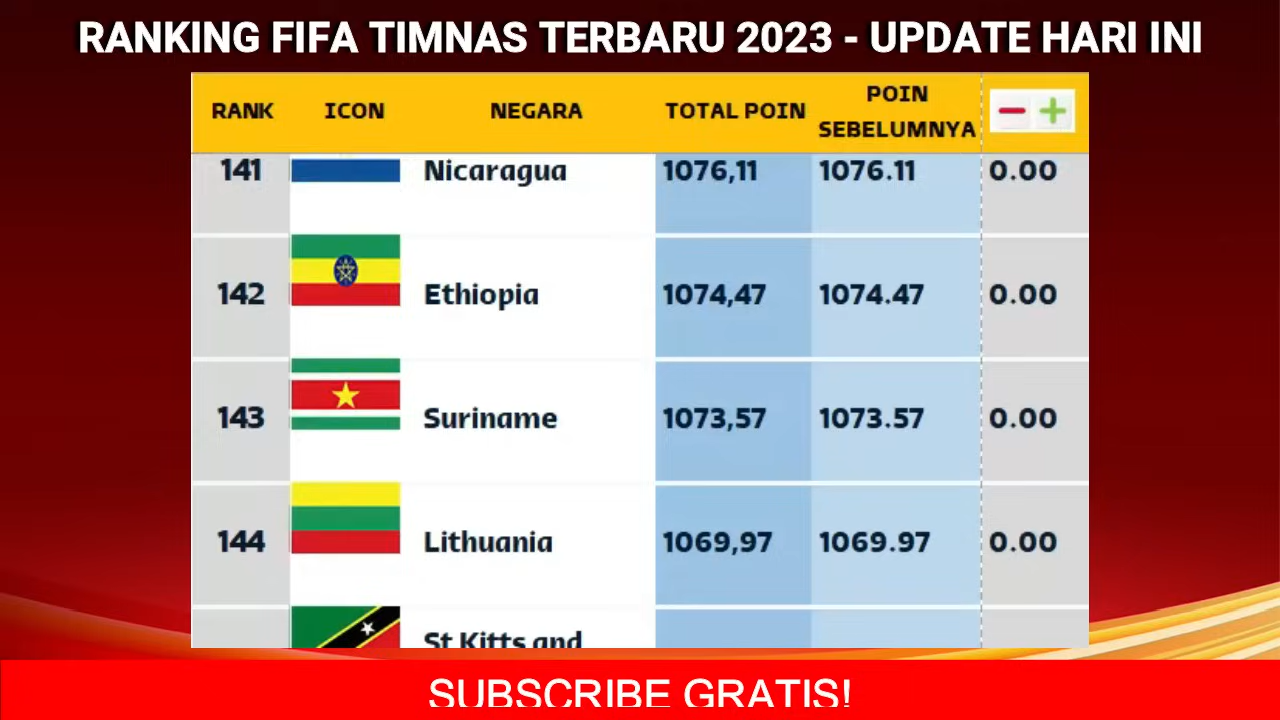 RANKING FIFA TIMNAS TERBARU 2023 - UPDATE HARI INI
RANK ICON NEGARA TOTAL POIN POIN SEBELUMNYA
141 Nicaragua 1076,11 1076.11 0.00
142 Ethiopia 1074,47 1074.47 0.00
143 Suriname 1073,57 1073.57 0.00
144 Lithuania 1069,97 1069.97 0.00
St Kitts and
SUBSCRIBE GRATIS!